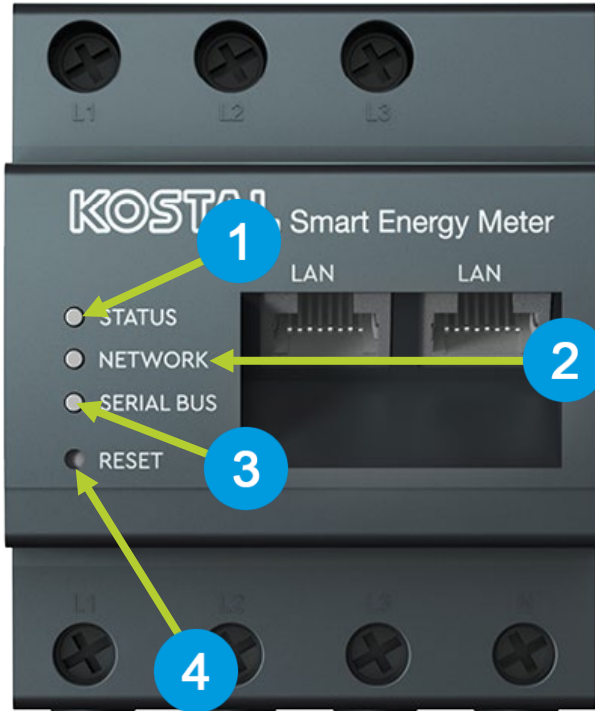 L1 L2 L3
KOSTAL Smart Energy Meter
1
LAN LAN
STATUS
NETWORK
2
SERIAL BUS
3
RESET
L1 L2 L3 N
4